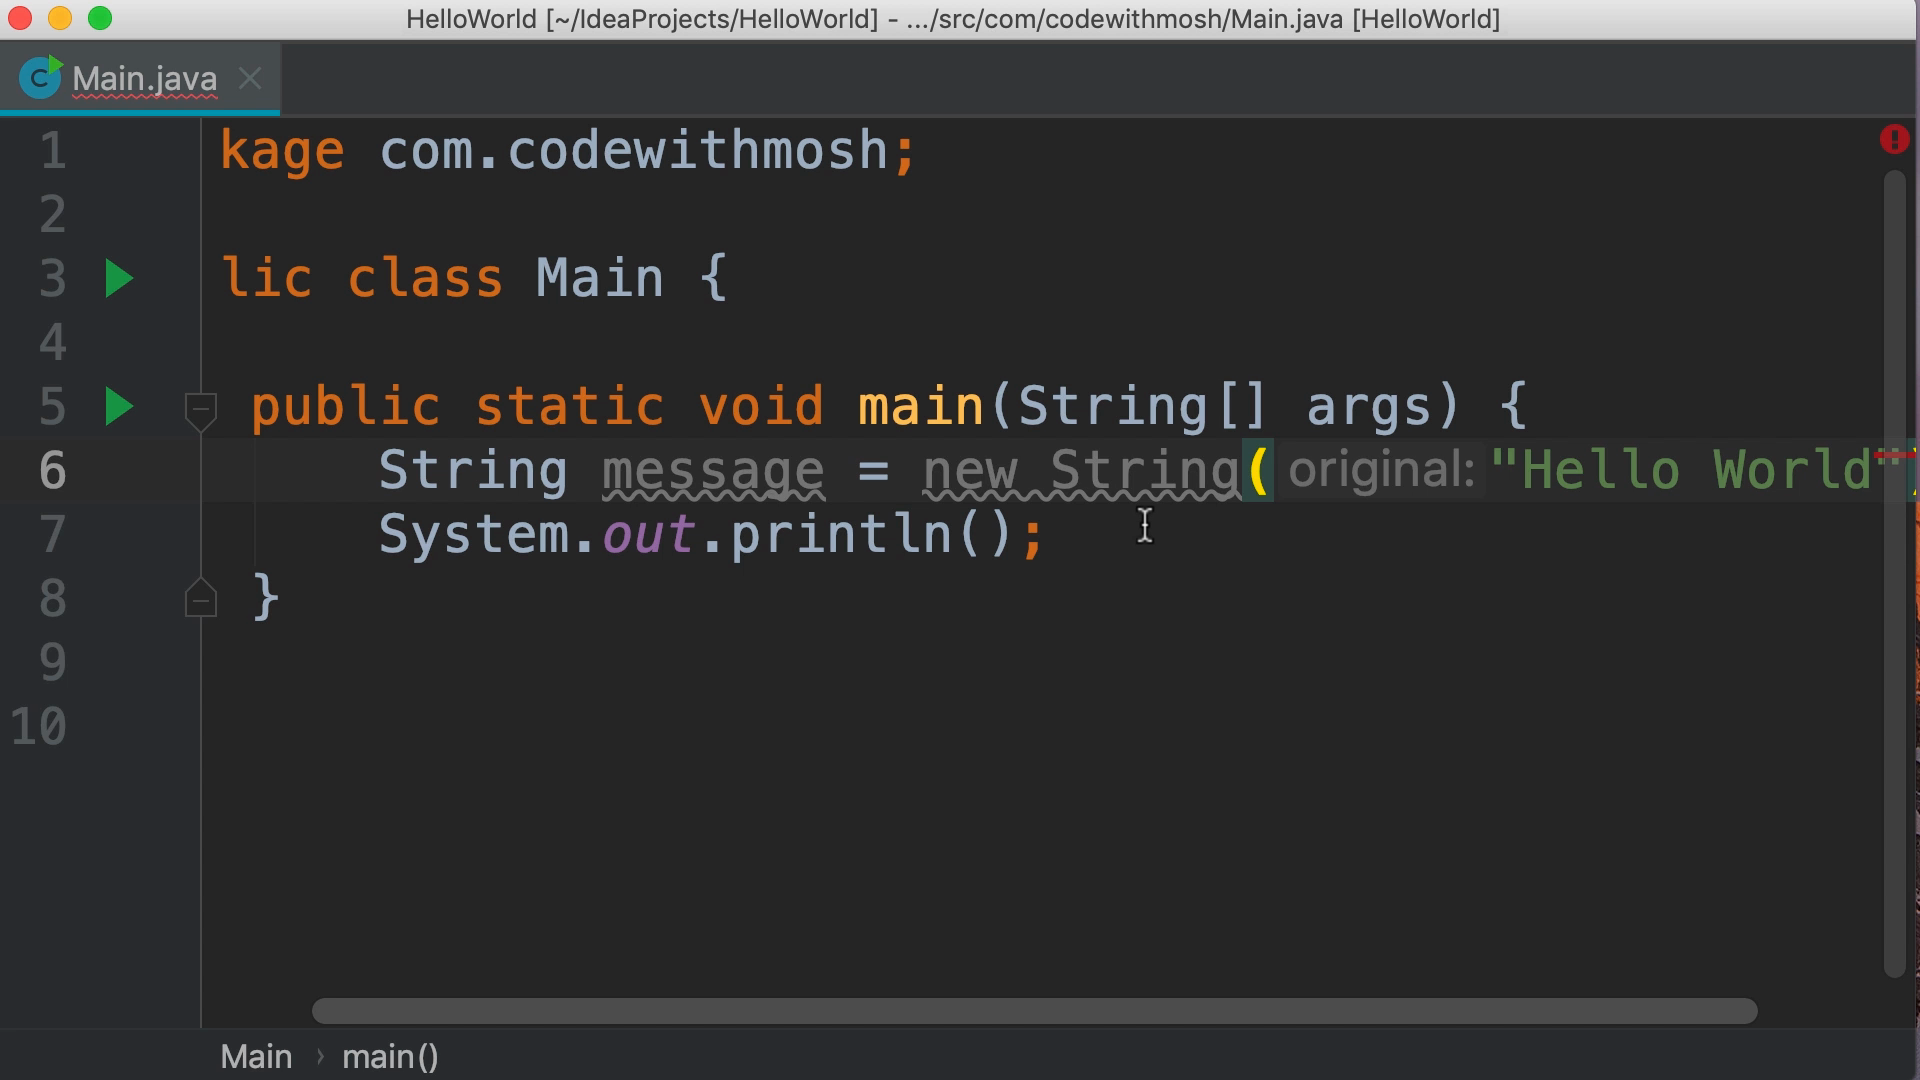 HelloWorld [~/IdeaProjects/HelloWorld] - .../src/com/codewithmosh/Main.java [HelloWorld]
Main.java
1 kage com.codewithmosh;
2
3 lic class Main {
4
5 public static void main(String[] args) {
6 String message = new String( original: "Hello World")
7 System.out.println();
8 }
9
10
Main › main()